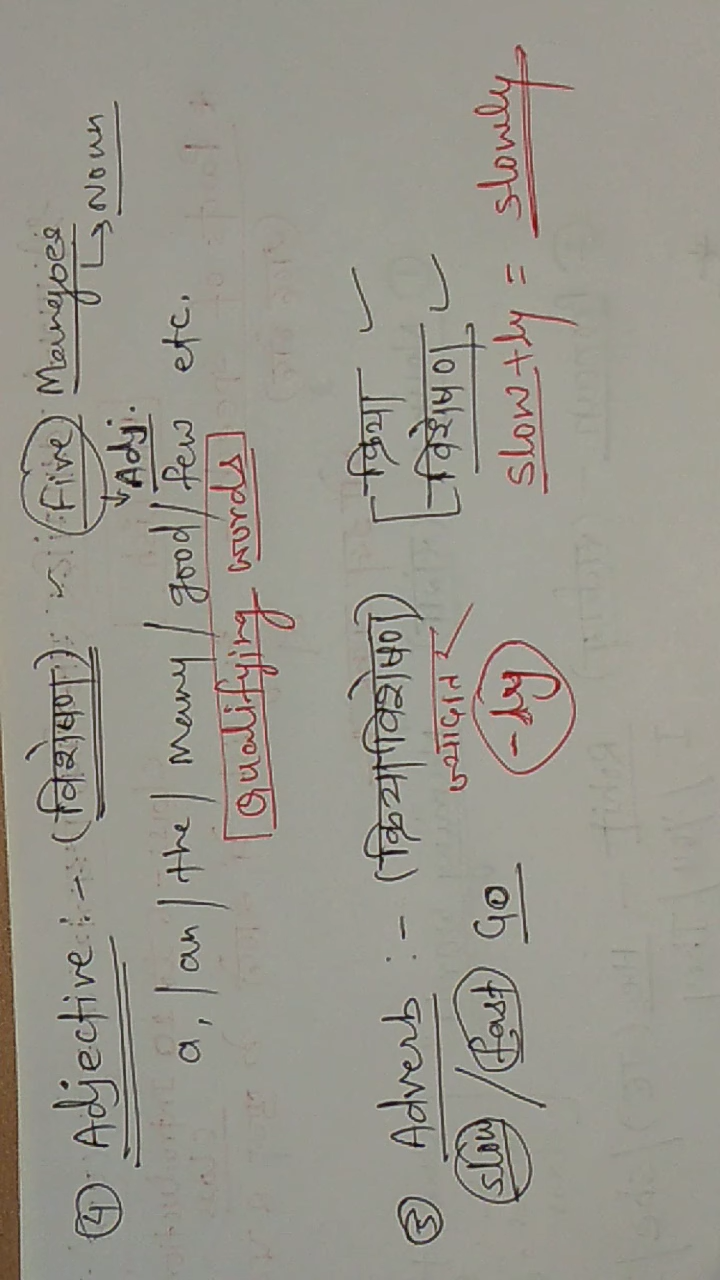 ④ Adjective :- (विशेषण) Five Mangoes
↓ Adj. ↳ Noun
a, / an / the / many / good / few etc.
Qualifying words
⑤ Adverb :- (क्रियाविशेषण) [क्रिया ✓
विशेषण ✓
ज्यादातर
slow / fast Go -ly slow + ly = slowly